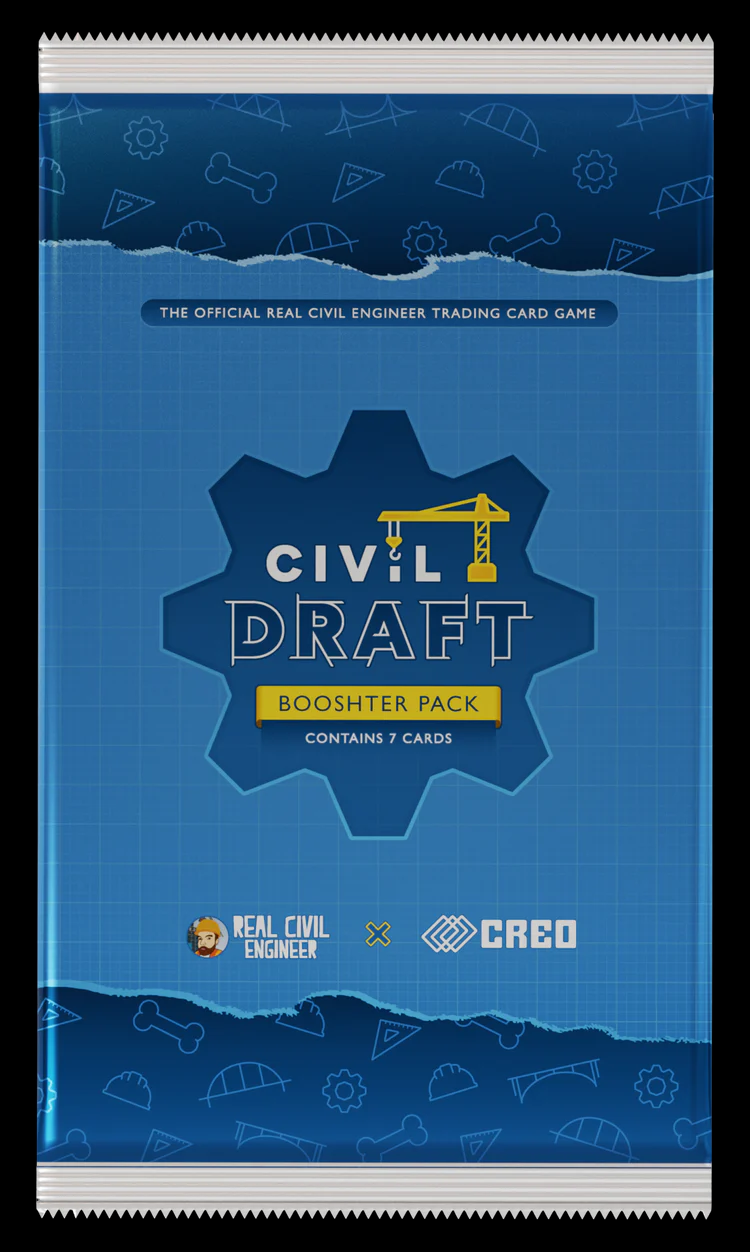 THE OFFICIAL REAL CIVIL ENGINEER TRADING CARD GAME
CIViL
DRAFT
BOOSHTER PACK
CONTAINS 7 CARDS
REAL CIVIL
ENGINEER
CREO